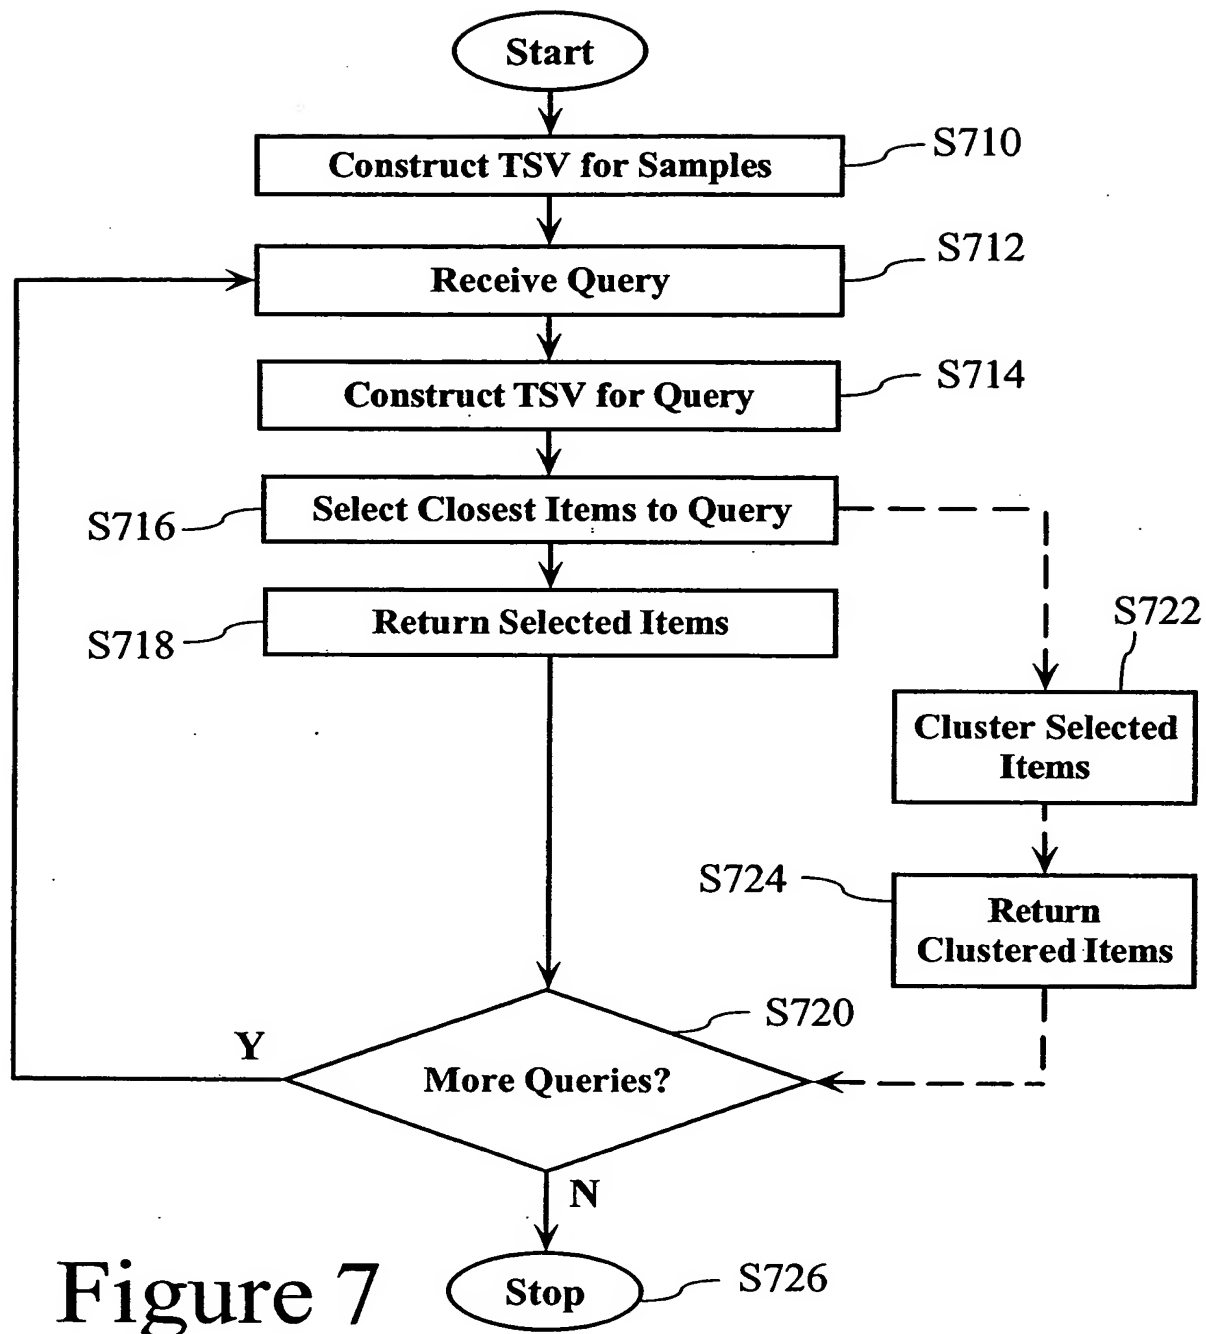 Start
Construct TSV for Samples
S710
Receive Query
S712
Construct TSV for Query
S714
Select Closest Items to Query
S716
Return Selected Items
S718
S722
Cluster Selected
Items
S724
Return
Clustered Items
S720
More Queries?
Y
N
Stop
S726
Figure 7